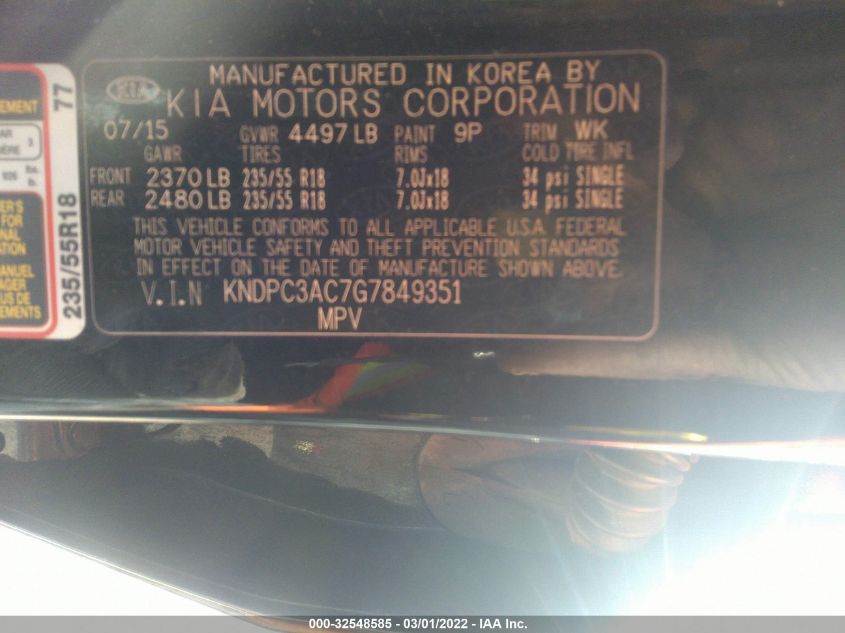 MANUFACTURED IN KOREA BY
KIA KIA MOTORS CORPORATION
07/15 GVWR 4497 LB PAINT 9P TRIM WK
GAWR TIRES RIMS COLD TIRE INFL
FRONT 2370 LB 235/55 R18 7.0Jx18 34 psi SINGLE
REAR 2480 LB 235/55 R18 7.0Jx18 34 psi SINGLE
THIS VEHICLE CONFORMS TO ALL APPLICABLE U.S.A. FEDERAL
MOTOR VEHICLE SAFETY AND THEFT PREVENTION STANDARDS
IN EFFECT ON THE DATE OF MANUFACTURE SHOWN ABOVE.
V.I.N KNDPC3AC7G7849351
MPV
77
235/55R18
3
000-32548585 - 03/01/2022 - IAA Inc.